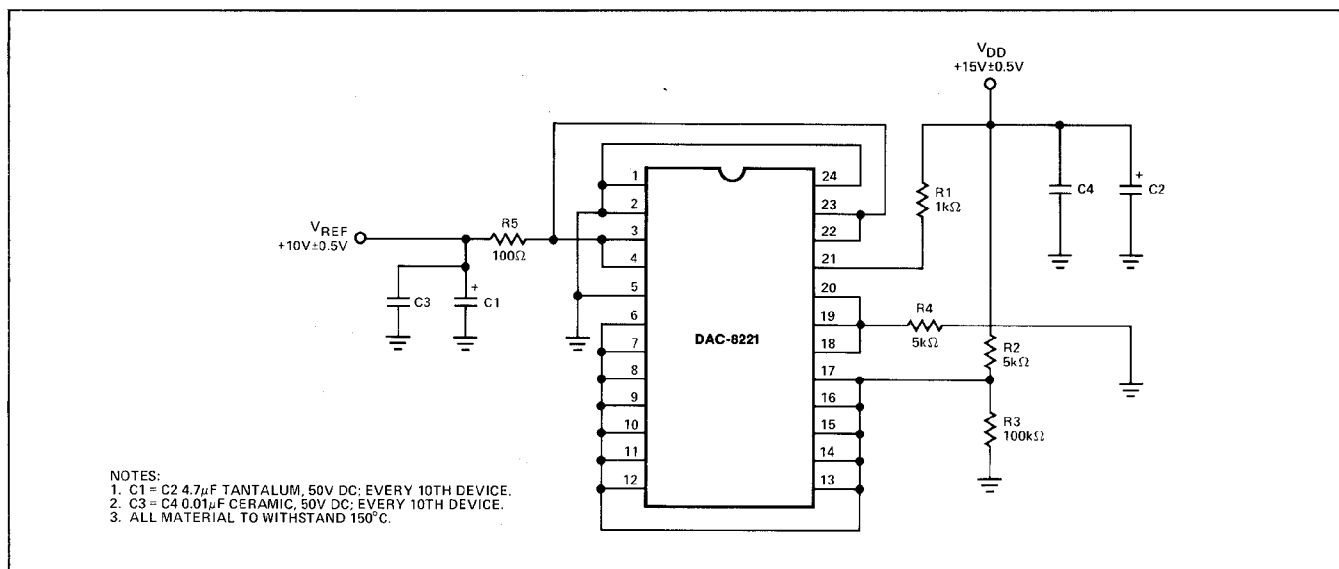 V_DD
+15V±0.5V
V_REF
+10V±0.5V
R5
100Ω
C3
+
C1
1
2
3
4
5
6
7
8
9
10
11
12
DAC-8221
24
23
22
21
20
19
18
17
16
15
14
13
R1
1kΩ
C4
+
C2
R4
5kΩ
R2
5kΩ
R3
100kΩ
NOTES:
1. C1 = C2 4.7μF TANTALUM, 50V DC; EVERY 10TH DEVICE.
2. C3 = C4 0.01μF CERAMIC, 50V DC; EVERY 10TH DEVICE.
3. ALL MATERIAL TO WITHSTAND 150°C.